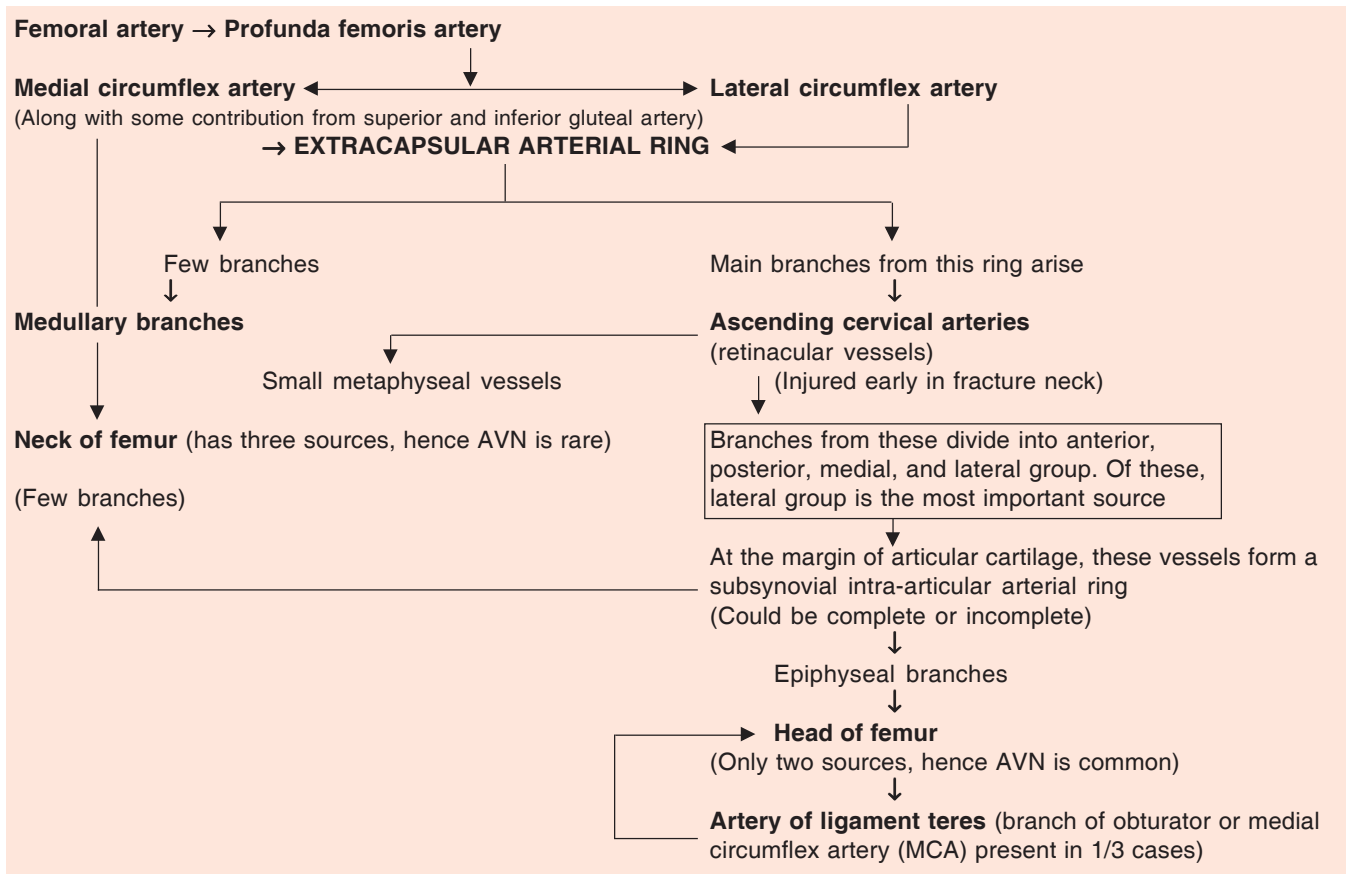 Femoral artery → Profunda femoris artery
Medial circumflex artery
Lateral circumflex artery
(Along with some contribution from superior and inferior gluteal artery)
→ EXTRACAPSULAR ARTERIAL RING
Few branches
Main branches from this ring arise
Medullary branches
Ascending cervical arteries
(retinacular vessels)
Small metaphyseal vessels
(Injured early in fracture neck)
Neck of femur (has three sources, hence AVN is rare)
(Few branches)
Branches from these divide into anterior,
posterior, medial, and lateral group. Of these,
lateral group is the most important source
At the margin of articular cartilage, these vessels form a
subsynovial intra-articular arterial ring
(Could be complete or incomplete)
Epiphyseal branches
Head of femur
(Only two sources, hence AVN is common)
Artery of ligament teres (branch of obturator or medial
circumflex artery (MCA) present in 1/3 cases)